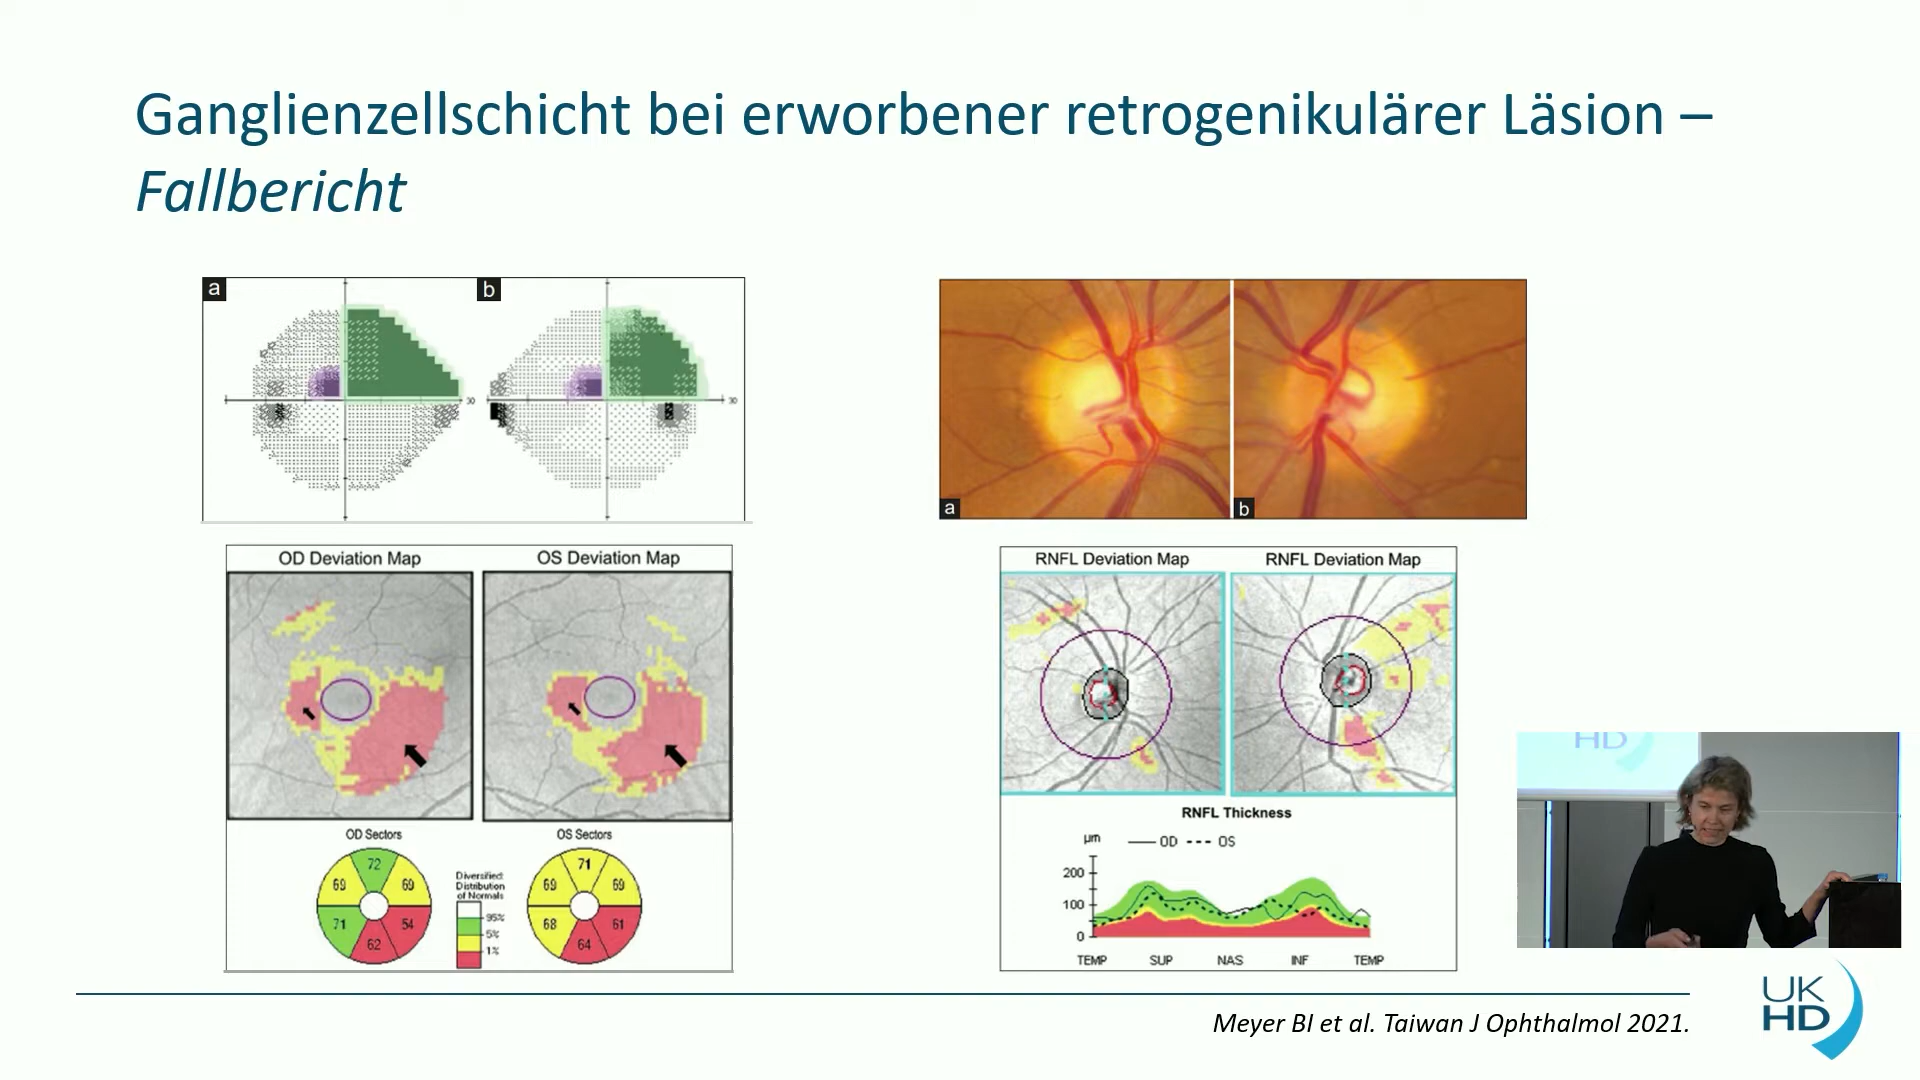 Ganglienzellschicht bei erworbener retrogenikulärer Läsion –
Fallbericht
a
b
30
30
a
b
OD Deviation Map
OS Deviation Map
OD Sectors
OS Sectors
72
69
69
71
54
62
Diversified:
Distribution
of Normals
95%
5%
1%
71
69
69
68
61
64
RNFL Deviation Map
RNFL Deviation Map
RNFL Thickness
µm
OD
OS
200
100
0
TEMP
SUP
NAS
INF
TEMP
HD
Meyer BI et al. Taiwan J Ophthalmol 2021.
UK
HD